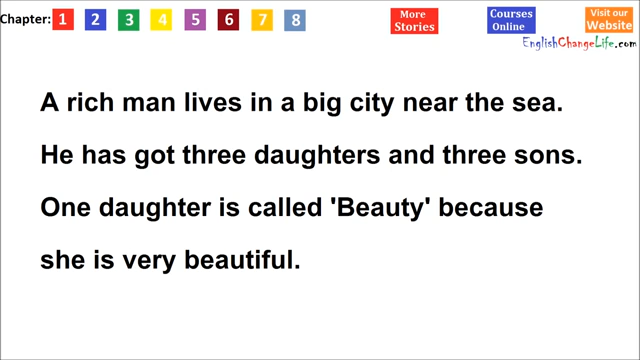 Chapter: 1 2 3 4 5 6 7 8
More Stories
Courses Online
Visit our Website
EnglishChangeLife.com
A rich man lives in a big city near the sea.
He has got three daughters and three sons.
One daughter is called 'Beauty' because
she is very beautiful.